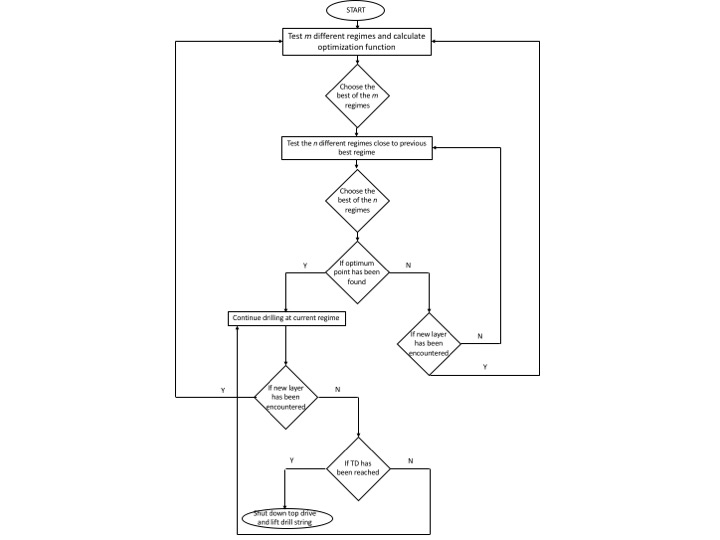 START
Test m different regimes and calculate
optimization function
Choose the
best of the m
regimes
Test the n different regimes close to previous
best regime
Choose the
best of the n
regimes
If optimum
point has been
found
Y
N
Continue drilling at current regime
If new layer
has been
encountered
N
Y
If new layer
has been
encountered
Y
N
If TD has
been reached
Y
N
Shut down top drive
and lift drill string